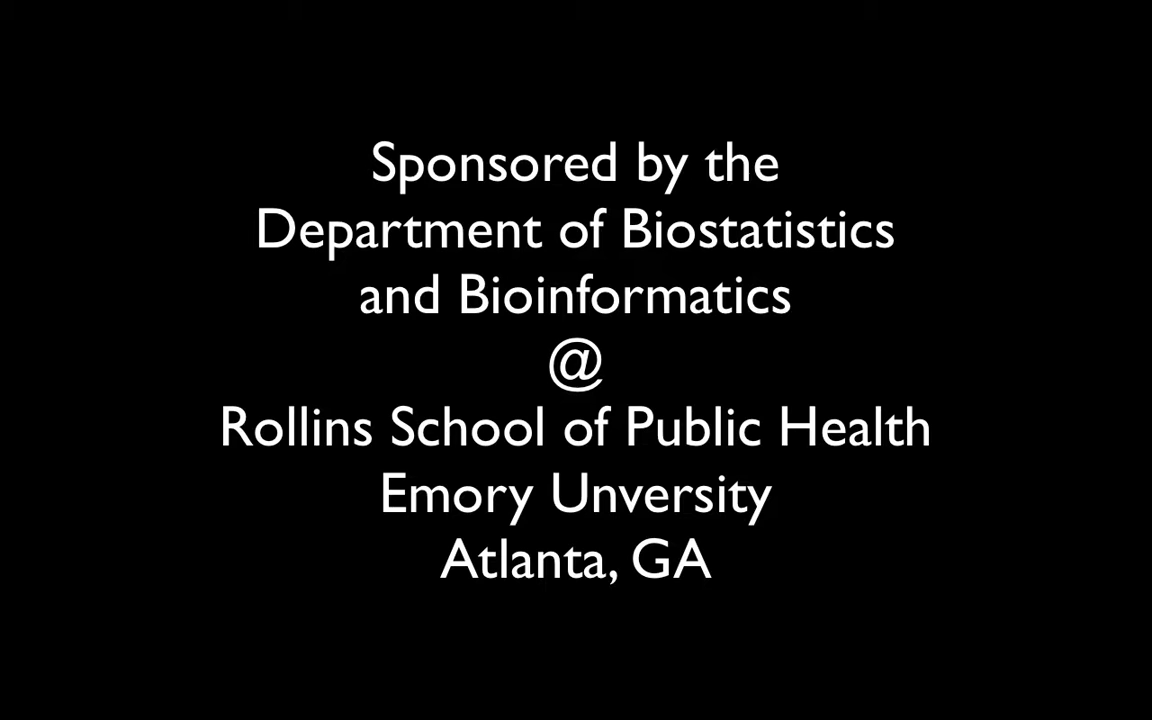 Sponsored by the
Department of Biostatistics
and Bioinformatics
@
Rollins School of Public Health
Emory Unversity
Atlanta, GA